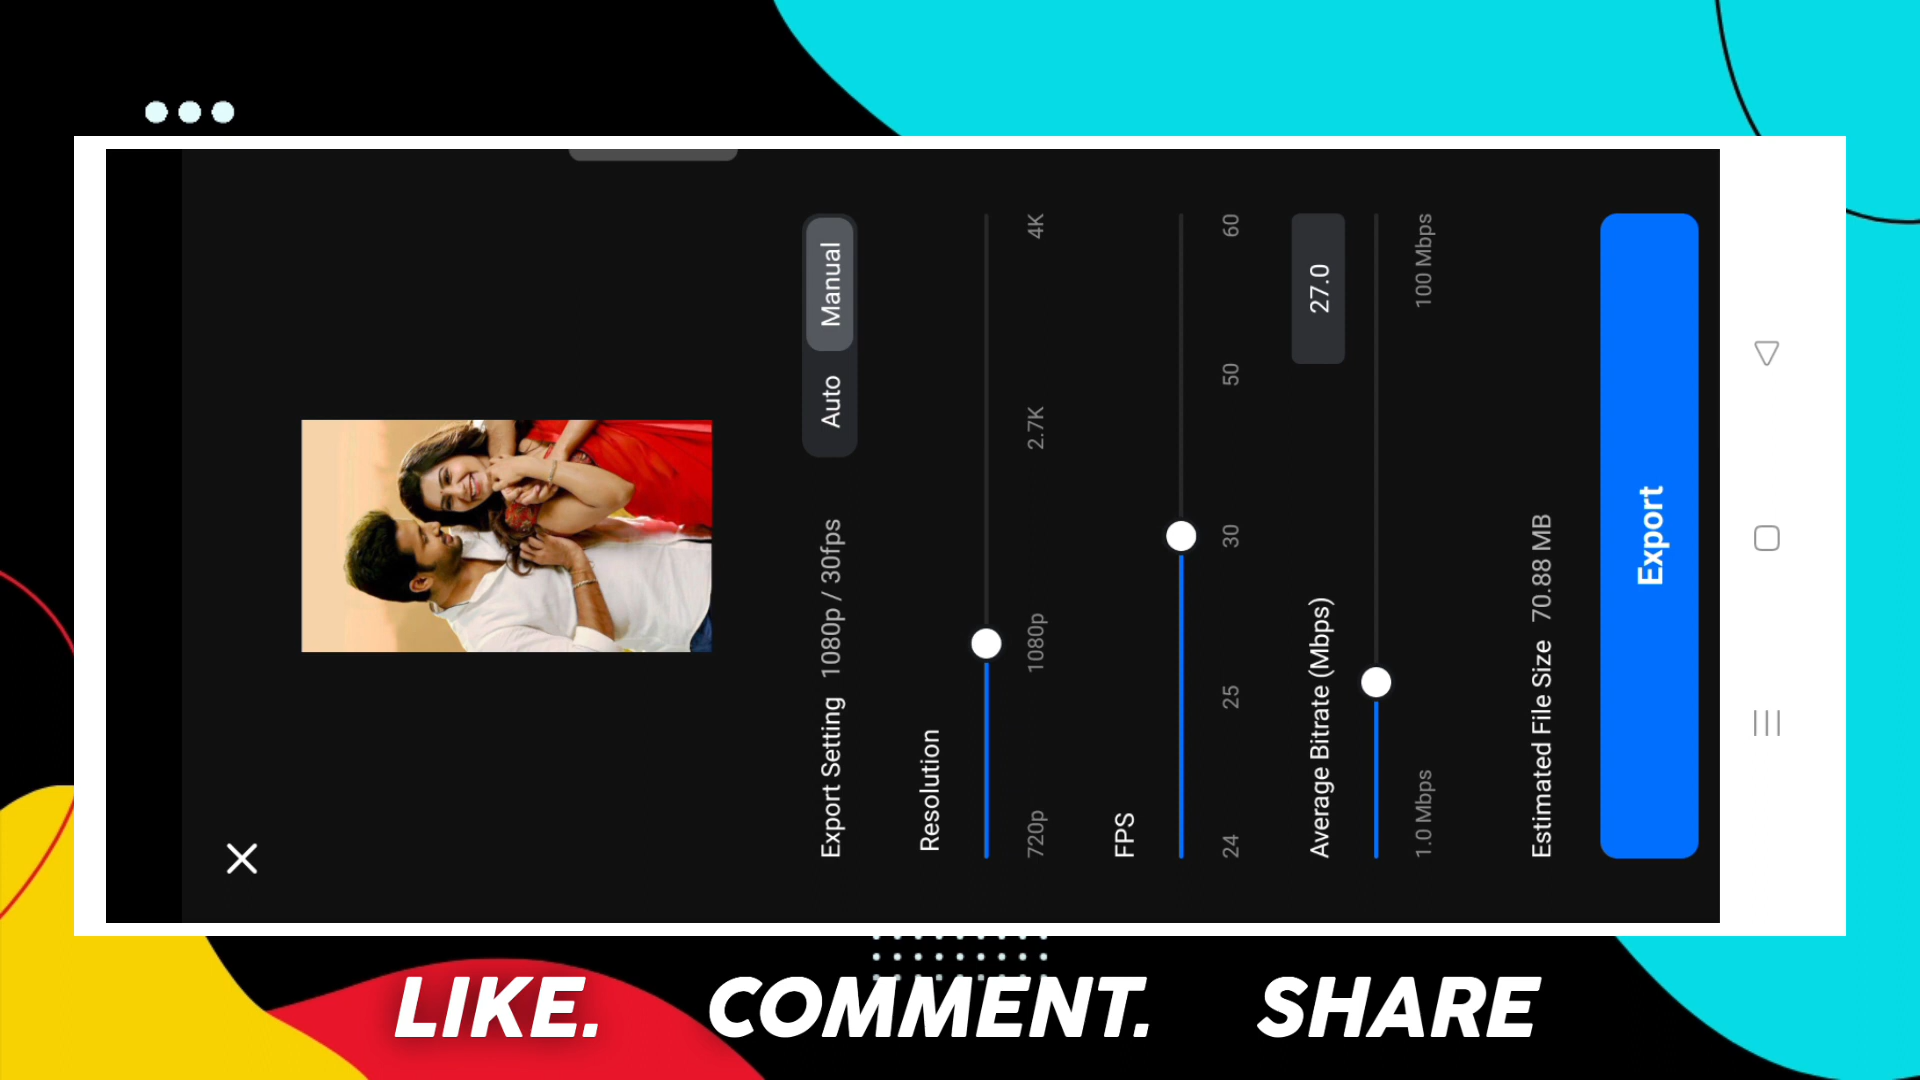 Export Setting 1080p / 30fps
Auto Manual
Resolution
720p 1080p 2.7K 4K
FPS
24 25 30 50 60
Average Bitrate (Mbps) 27.0
1.0 Mbps 100 Mbps
Estimated File Size 70.88 MB
Export
LIKE. COMMENT. SHARE